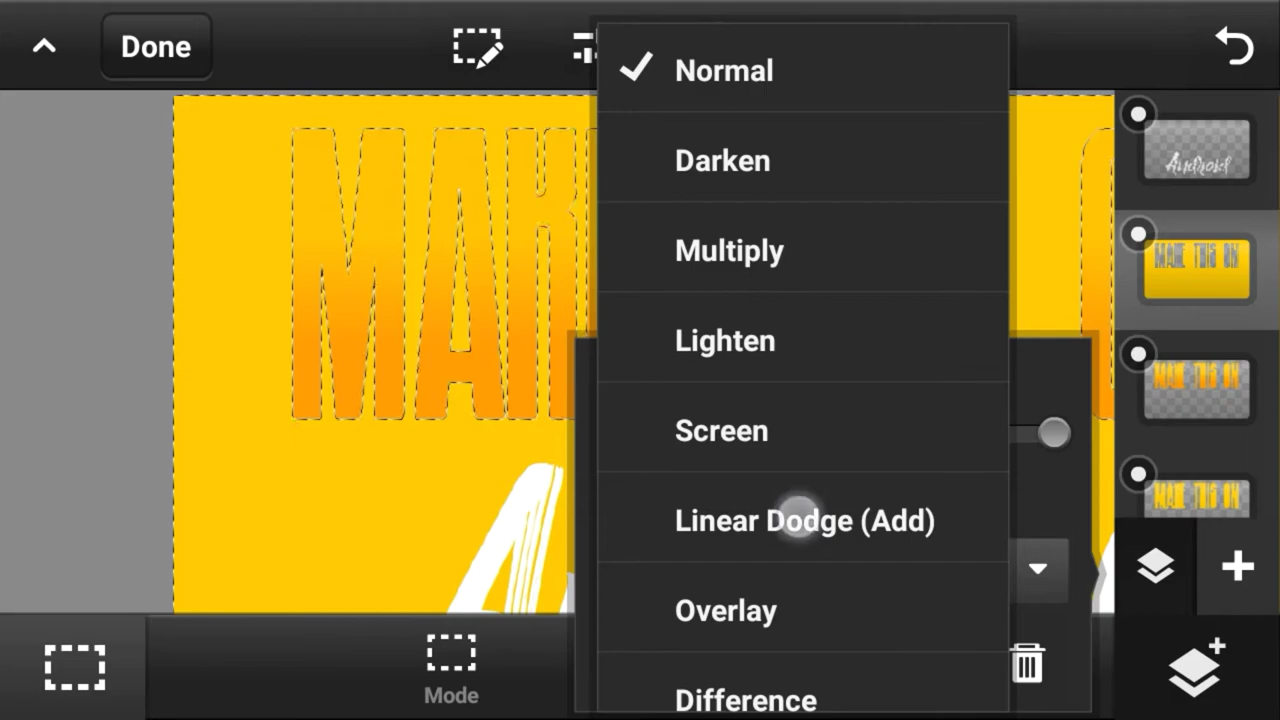 Done
Normal
Darken
Multiply
Lighten
Screen
Linear Dodge (Add)
Overlay
Difference
Mode
MAK
Android
MAKE THIS ON
MAKE THIS ON
MAKE THIS ON